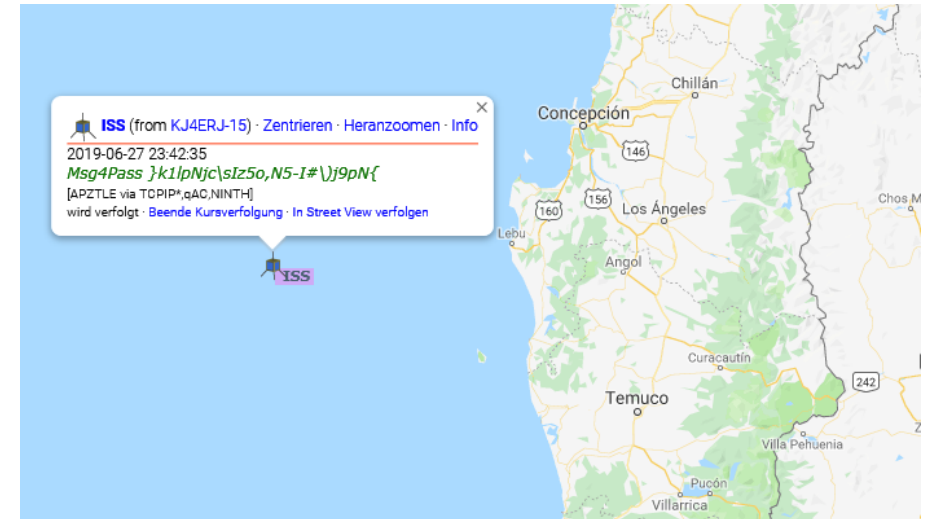 ISS (from KJ4ERJ-15) · Zentrieren · Heranzoomen · Info
2019-06-27 23:42:35
Msg4Pass }k1lpNjc\sIz5o,N5-I#\)j9pN{
[APZTLE via TCPIP*,qAC,NINTH]
wird verfolgt · Beende Kursverfolgung · In Street View verfolgen
ISS
Chillán
Concepción
146
156
160
Los Ángeles
Chos M
Lebu
Angol
Curacautín
242
Temuco
Villa Pehuenia
Pucón
Villarrica